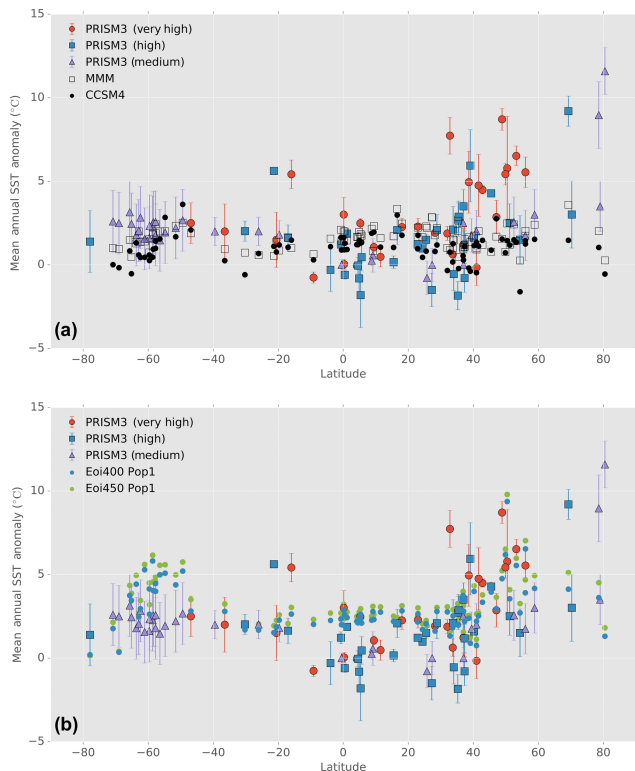 15
10
5
0
−5
Mean annual SST anomaly (°C)
PRISM3 (very high)
PRISM3 (high)
PRISM3 (medium)
MMM
CCSM4
(a)
−80 −60 −40 −20 0 20 40 60 80
Latitude
15
10
5
0
−5
Mean annual SST anomaly (°C)
PRISM3 (very high)
PRISM3 (high)
PRISM3 (medium)
Eoi400 Pop1
Eoi450 Pop1
(b)
−80 −60 −40 −20 0 20 40 60 80
Latitude